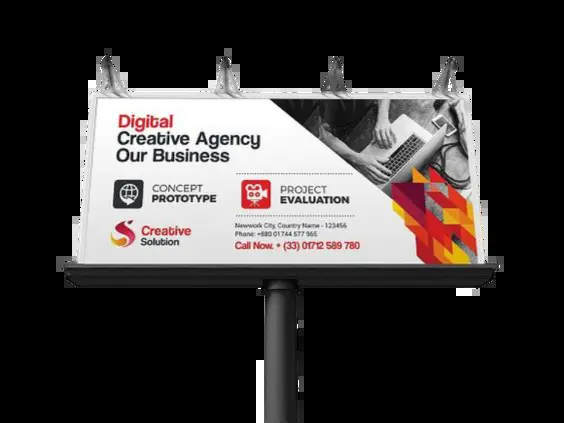 Digital
Creative Agency
Our Business
CONCEPT
PROTOTYPE
PROJECT
EVALUATION
Creative
Solution
Newwork City, Country Name - 123456
Phone: +880 01744 577 965
Call Now. + (33) 01712 589 780